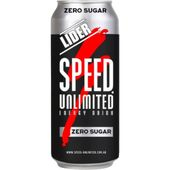 ZERO SUGAR
LIDER
SPEED
UNLIMITED
ENERGY DRINK
ZERO SUGAR
WWW.SPEED-UNLIMITED.COM.AR